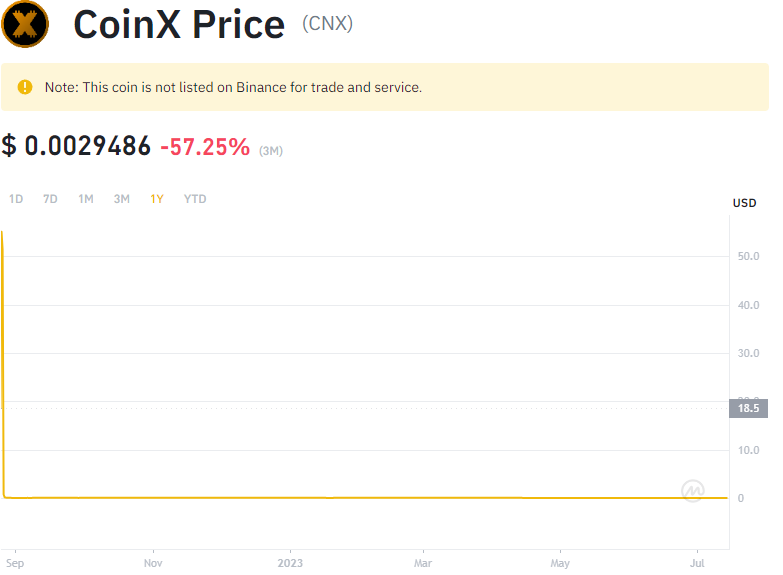 CoinX Price (CNX)
Note: This coin is not listed on Binance for trade and service.
$ 0.0029486 -57.25% (3M)
1D 7D 1M 3M 1Y YTD
USD
50.0
40.0
30.0
20.0
18.5
10.0
0
Sep Nov 2023 Mar May Jul